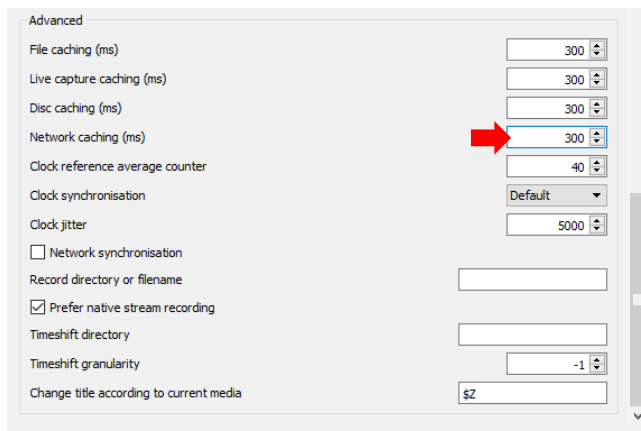 Advanced
File caching (ms) 300
Live capture caching (ms) 300
Disc caching (ms) 300
Network caching (ms) 300
Clock reference average counter 40
Clock synchronisation Default
Clock jitter 5000
Network synchronisation
Record directory or filename
Prefer native stream recording
Timeshift directory
Timeshift granularity -1
Change title according to current media $Z